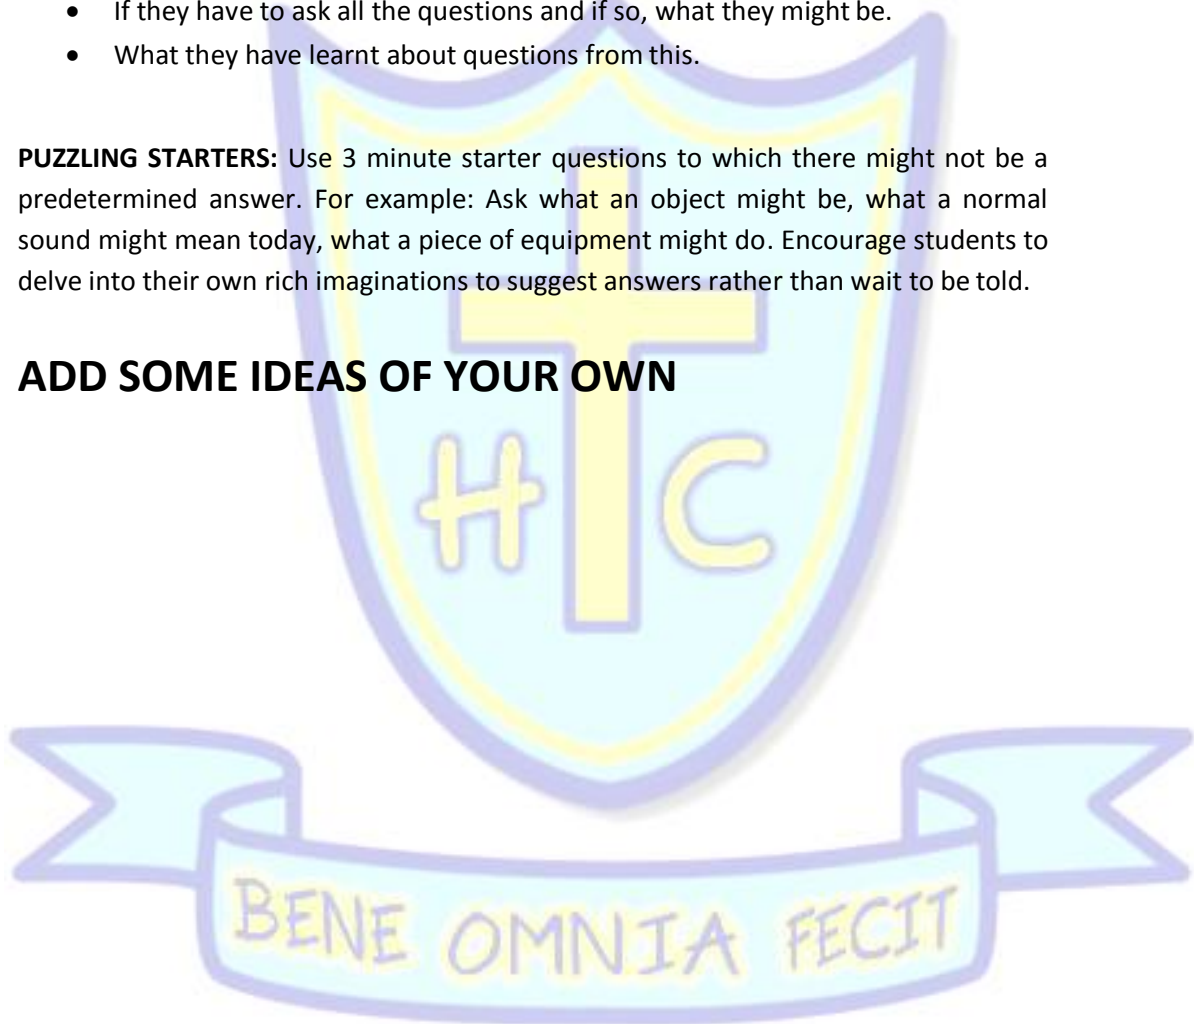 • If they have to ask all the questions and if so, what they might be.
• What they have learnt about questions from this.
PUZZLING STARTERS: Use 3 minute starter questions to which there might not be a
predetermined answer. For example: Ask what an object might be, what a normal
sound might mean today, what a piece of equipment might do. Encourage students to
delve into their own rich imaginations to suggest answers rather than wait to be told.
ADD SOME IDEAS OF YOUR OWN
H C
BENE OMNIA FECIT